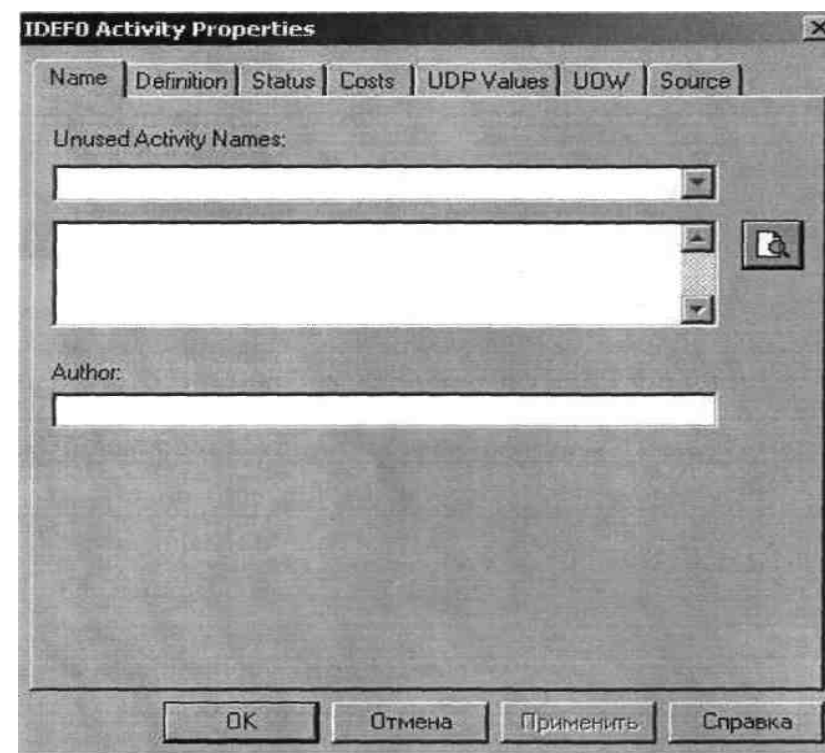 IDEF0 Activity Properties
Name Definition Status Costs UDP Values UOW Source
Unused Activity Names:
Author:
OK Отмена Применить Справка